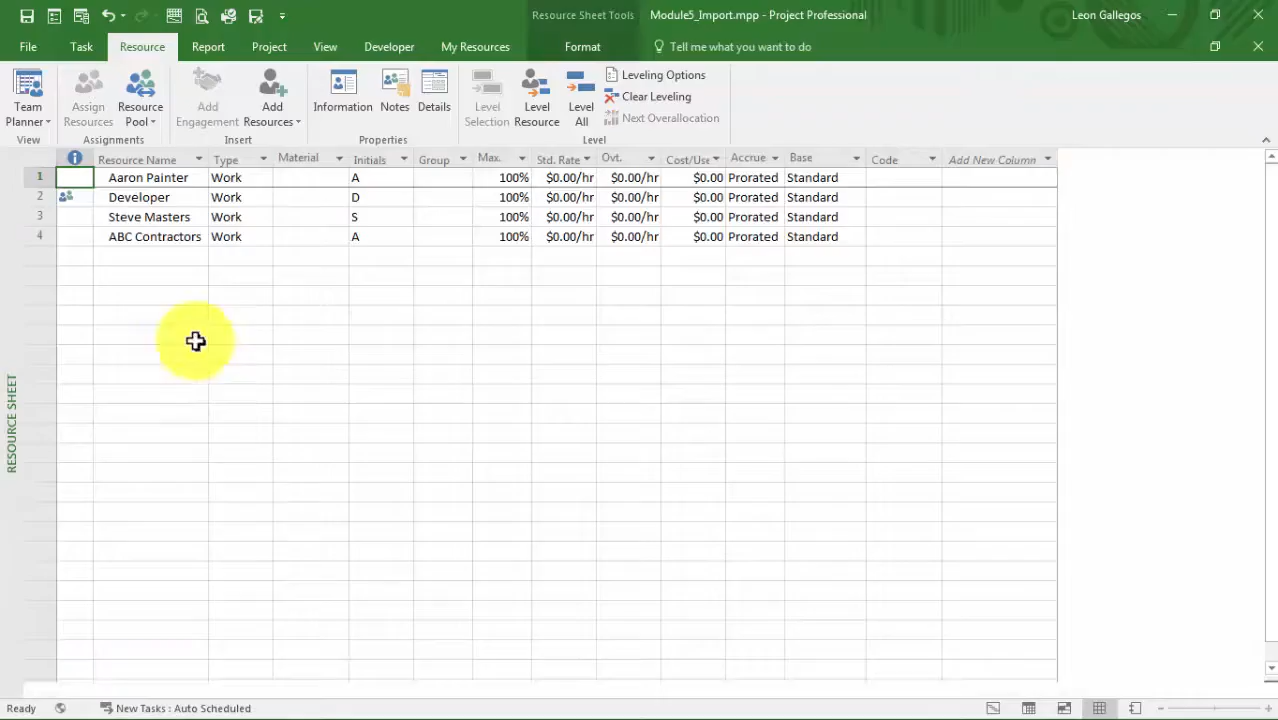 Resource Sheet Tools
Module5_Import.mpp - Project Professional
Leon Gallegos
File Task Resource Report Project View Developer My Resources Format Tell me what you want to do
Team Planner
Assign Resources
Resource Pool
Add Engagement
Add Resources
Information
Notes
Details
Level Selection
Level Resource
Level All
Leveling Options
Clear Leveling
Next Overallocation
View Assignments Insert Properties Level
Resource Name Type Material Initials Group Max. Std. Rate Ovt. Cost/Use Accrue Base Code Add New Column
1 Aaron Painter Work A 100% $0.00/hr $0.00/hr $0.00 Prorated Standard
2 Developer Work D 100% $0.00/hr $0.00/hr $0.00 Prorated Standard
3 Steve Masters Work S 100% $0.00/hr $0.00/hr $0.00 Prorated Standard
4 ABC Contractors Work A 100% $0.00/hr $0.00/hr $0.00 Prorated Standard
RESOURCE SHEET
Ready New Tasks : Auto Scheduled